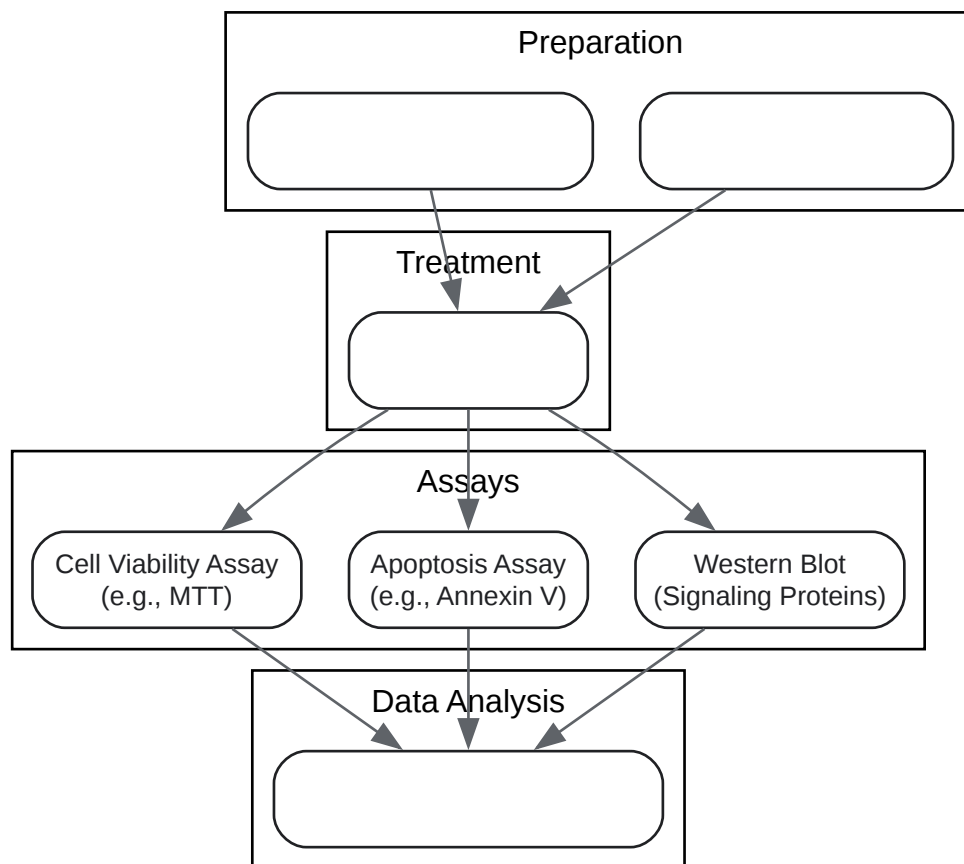 Preparation
Treatment
Assays
Cell Viability Assay
(e.g., MTT)
Apoptosis Assay
(e.g., Annexin V)
Western Blot
(Signaling Proteins)
Data Analysis